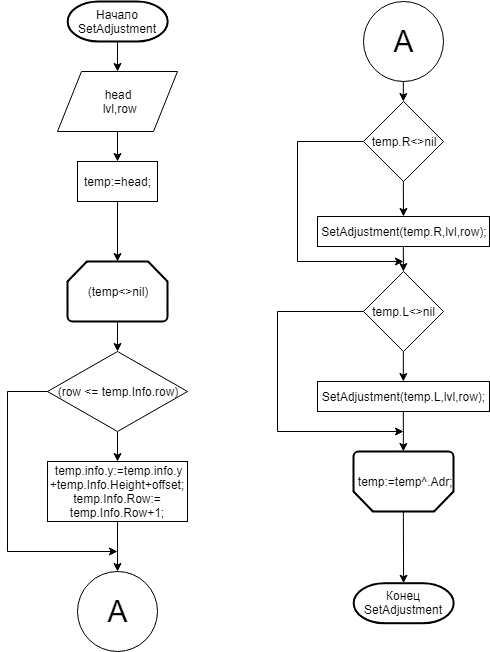 Начало
SetAdjustment
head
lvl,row
temp:=head;
(temp<>nil)
(row <= temp.Info.row)
temp.info.y:=temp.info.y
+temp.Info.Height+offset;
temp.Info.Row:=
temp.Info.Row+1;
A
A
temp.R<>nil
SetAdjustment(temp.R,lvl,row);
temp.L<>nil
SetAdjustment(temp.L,lvl,row);
temp:=temp^.Adr;
Конец
SetAdjustment